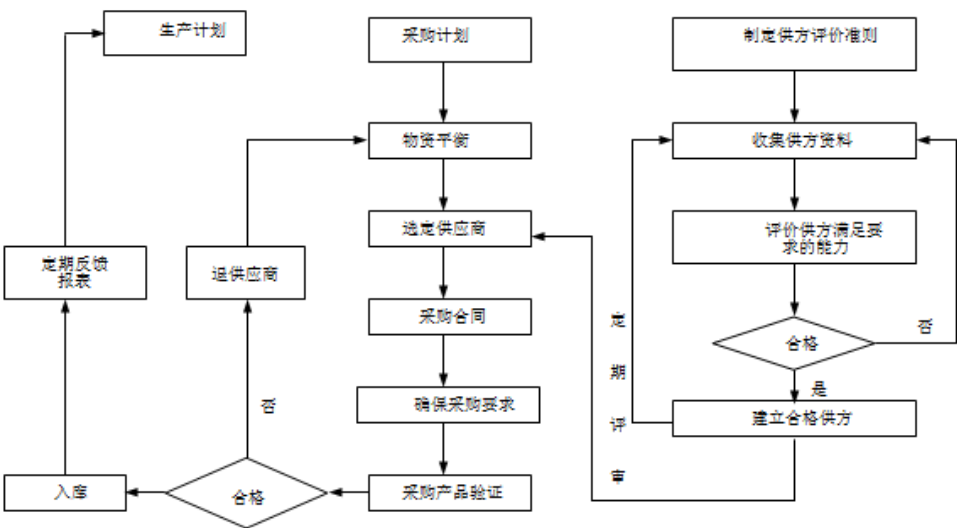 生产计划
采购计划
制定供方评价准则
物资平衡
收集供方资料
选定供应商
评价供方满足要
求的能力
定期反馈
报表
退供应商
采购合同
合格
否
是
定
期
评
审
确保采购要求
建立合格供方
否
入库
合格
采购产品验证